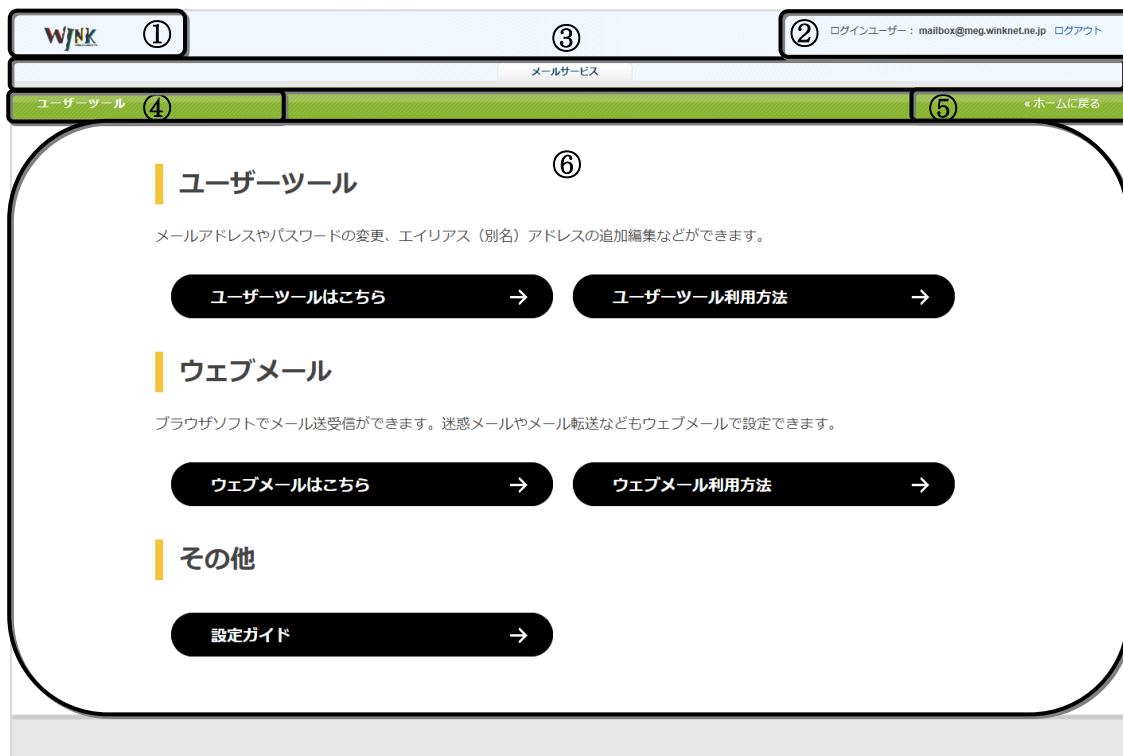 WINK ① ③ ② ログインユーザー： mailbox@meg.winknet.ne.jp ログアウト
メールサービス
ユーザーツール ④ ⑤ « ホームに戻る
⑥
ユーザーツール
メールアドレスやパスワードの変更、エイリアス（別名）アドレスの追加編集などができます。
ユーザーツールはこちら → ユーザーツール利用方法 →
ウェブメール
ブラウザソフトでメール送受信ができます。迷惑メールやメール転送などもウェブメールで設定できます。
ウェブメールはこちら → ウェブメール利用方法 →
その他
設定ガイド →